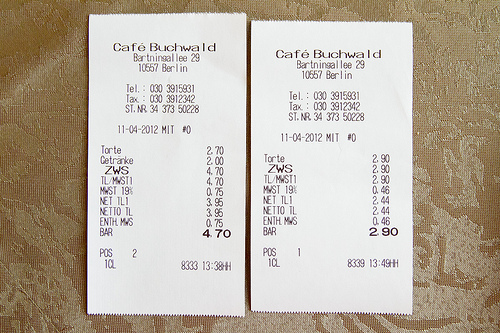 Café Buchwald
Bartninsallee 29
10557 Berlin
Tel. : 030 3915931
Tax. : 030 3912342
ST.NR. 34 373 50228
11-04-2012 MIT #0
Torte 2.70
Getränke 2.00
ZWS 4.70
TL/MWST1 4.70
MWST 19% 0.75
NET TL1 3.95
NETTO TL 3.95
ENTH.MWS 0.75
BAR 4.70
POS 2
1CL 8333 13:38HH
Café Buchwald
Bartninsallee 29
10557 Berlin
Tel. : 030 3915931
Tax. : 030 3912342
ST.NR. 34 373 50228
11-04-2012 MIT #0
Torte 2.90
ZWS 2.90
TL/MWST1 2.90
MWST 19% 0.46
NET TL1 2.44
NETTO TL 2.44
ENTH.MWS 0.46
BAR 2.90
POS 1
1CL 8339 13:49HH